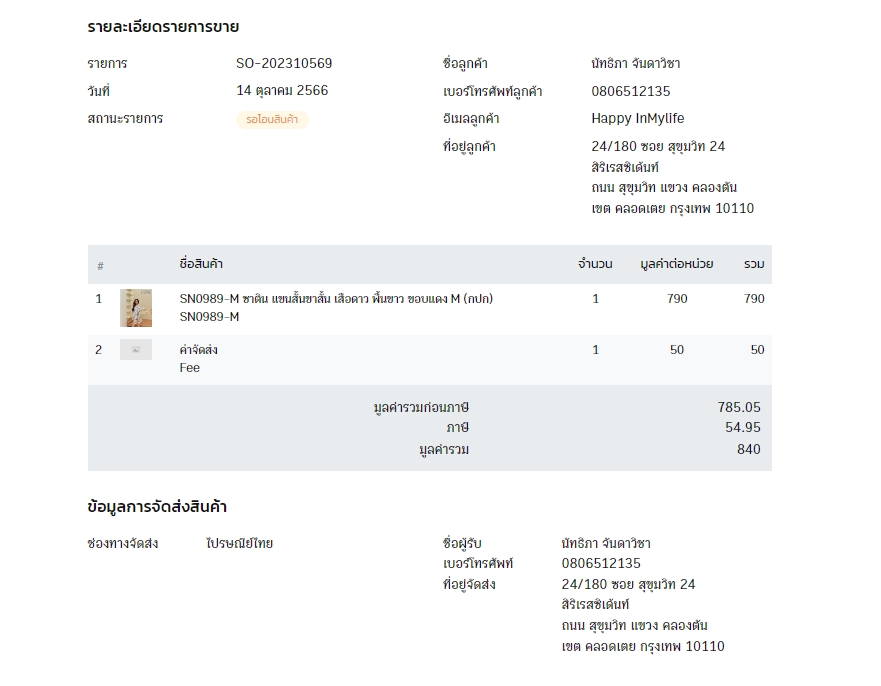 รายละเอียดรายการขาย
รายการ SO-202310569
วันที่ 14 ตุลาคม 2566
สถานะรายการ รอโอนสินค้า
ชื่อลูกค้า นัทธิภา จันดาวิชา
เบอร์โทรศัพท์ลูกค้า 0806512135
อีเมลลูกค้า Happy InMylife
ที่อยู่ลูกค้า 24/180 ซอย สุขุมวิท 24
สิริเรสซิเด้นท์
ถนน สุขุมวิท แขวง คลองตัน
เขต คลอดเตย กรุงเทพ 10110
# ชื่อสินค้า จำนวน มูลค่าต่อหน่วย รวม
1 SN0989-M ซาติน แขนสั้นขาสั้น เสือดาว พื้นขาว ขอบแดง M (กปก) 1 790 790
SN0989-M
2 ค่าจัดส่ง 1 50 50
Fee
มูลค่ารวมก่อนภาษี 785.05
ภาษี 54.95
มูลค่ารวม 840
ข้อมูลการจัดส่งสินค้า
ช่องทางจัดส่ง ไปรษณีย์ไทย
ชื่อผู้รับ นัทธิภา จันดาวิชา
เบอร์โทรศัพท์ 0806512135
ที่อยู่จัดส่ง 24/180 ซอย สุขุมวิท 24
สิริเรสซิเด้นท์
ถนน สุขุมวิท แขวง คลองตัน
เขต คลอดเตย กรุงเทพ 10110